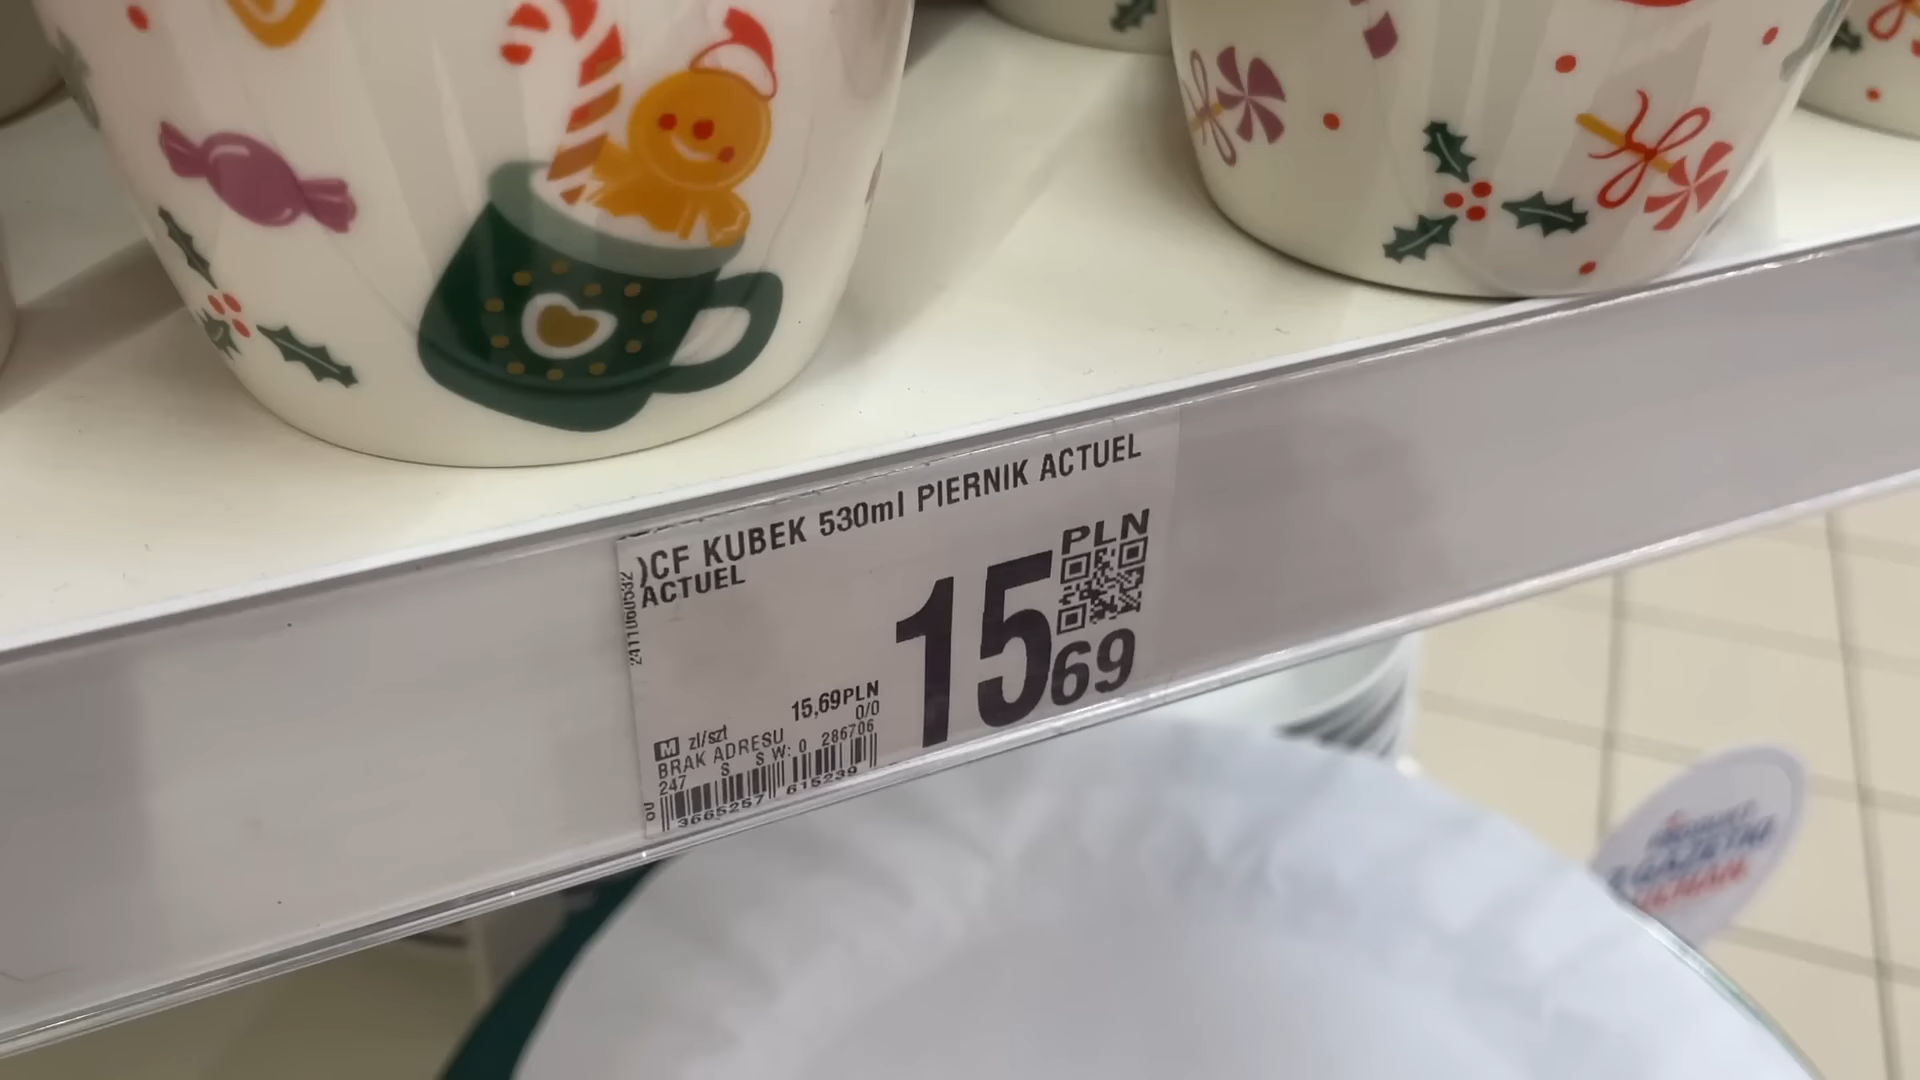 )CF KUBEK 530ml PIERNIK ACTUEL
ACTUEL
PLN
15
69
15,69PLN
0/0
M zl/szt
BRAK ADRESU
S S W: 0 286706
247
3665257 615239